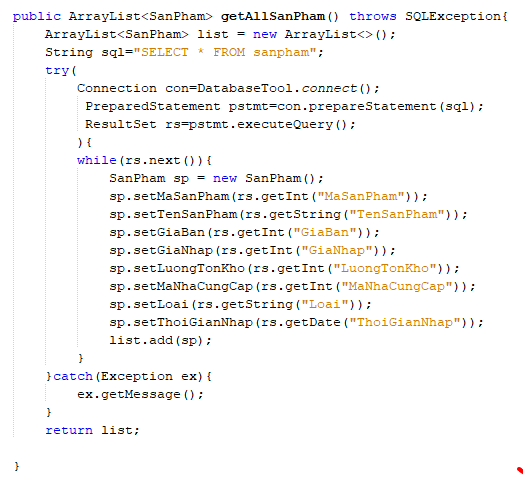 public ArrayList<SanPham> getAllSanPham() throws SQLException{
    ArrayList<SanPham> list = new ArrayList<>();
    String sql="SELECT * FROM sanpham";
    try(
        Connection con=DatabaseTool.connect();
         PreparedStatement pstmt=con.prepareStatement(sql);
         ResultSet rs=pstmt.executeQuery();
        ){
        while(rs.next()){
            SanPham sp = new SanPham();
            sp.setMaSanPham(rs.getInt("MaSanPham"));
            sp.setTenSanPham(rs.getString("TenSanPham"));
            sp.setGiaBan(rs.getInt("GiaBan"));
            sp.setGiaNhap(rs.getInt("GiaNhap"));
            sp.setLuongTonKho(rs.getInt("LuongTonKho"));
            sp.setMaNhaCungCap(rs.getInt("MaNhaCungCap"));
            sp.setLoai(rs.getString("Loai"));
            sp.setThoiGianNhap(rs.getDate("ThoiGianNhap"));
            list.add(sp);
        }
    }catch(Exception ex){
        ex.getMessage();
    }
    return list;

}